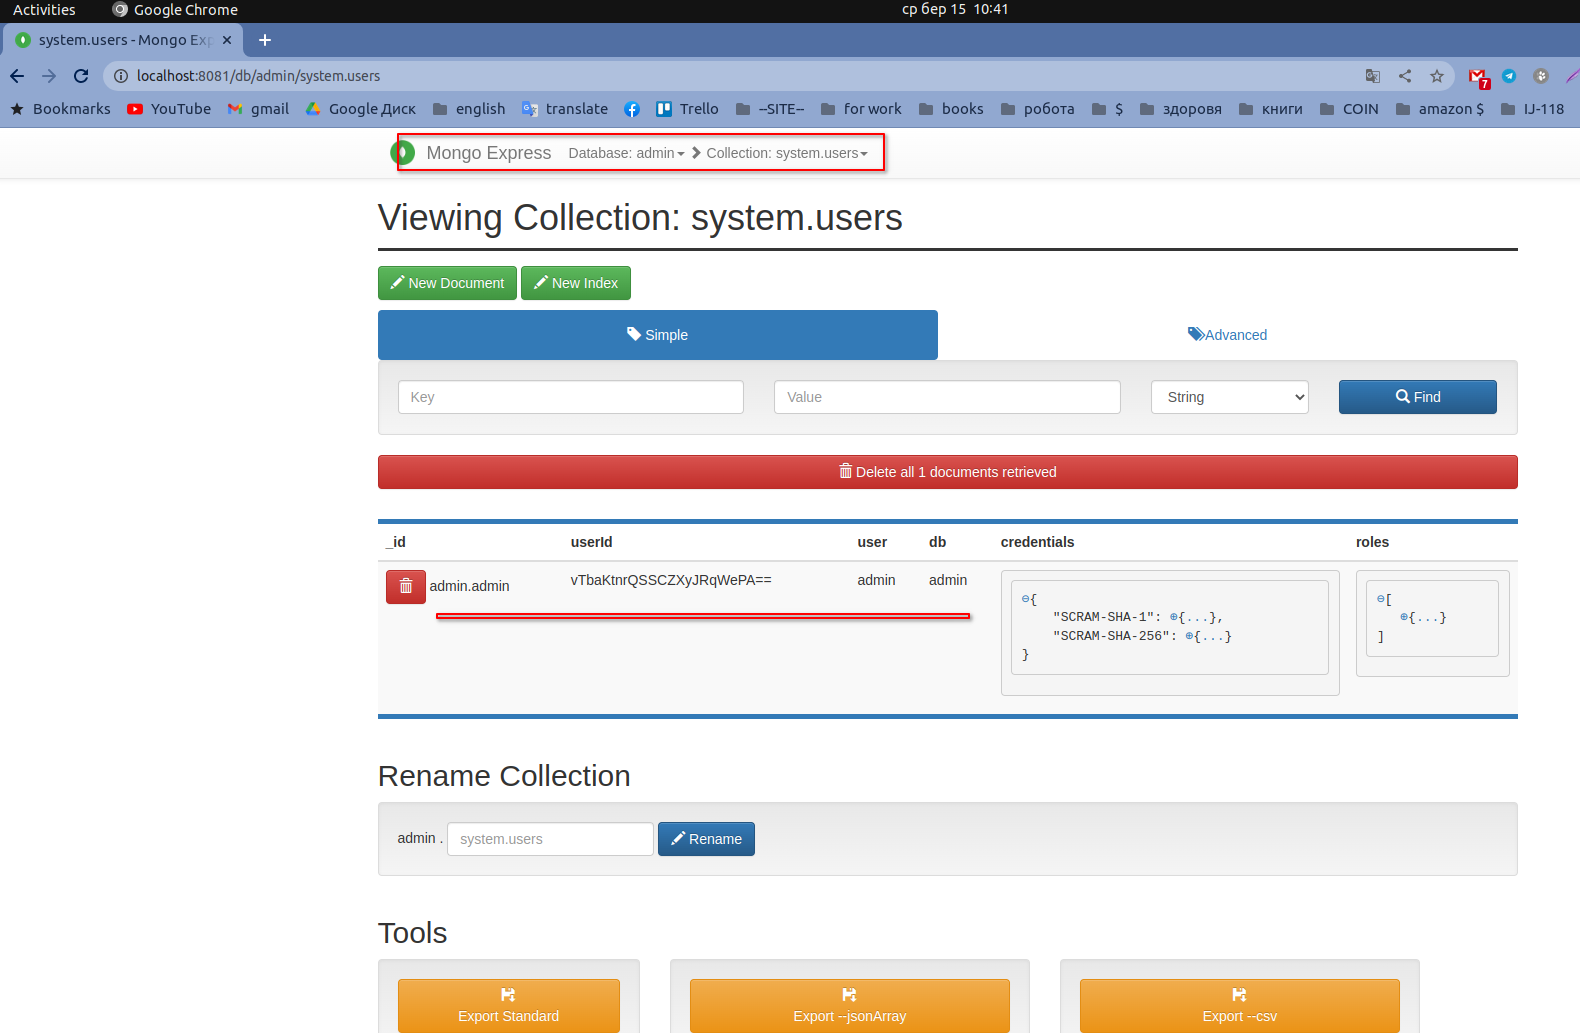 Activities Google Chrome ср бер 15 10:41
system.users - Mongo Exp
localhost:8081/db/admin/system.users 7
Bookmarks YouTube gmail Google Диск english translate Trello --SITE-- for work books робота $ здоровя книги COIN amazon $ IJ-118
Mongo Express Database: admin Collection: system.users
Viewing Collection: system.users
New Document New Index
Simple Advanced
Key Value String Find
Delete all 1 documents retrieved
_id userId user db credentials roles
admin.admin vTbaKtnrQSSCZXyJRqWePA== admin admin
{
"SCRAM-SHA-1": {...},
"SCRAM-SHA-256": {...}
}
[
{...}
]
Rename Collection
admin . system.users Rename
Tools
Export Standard Export --jsonArray Export --csv